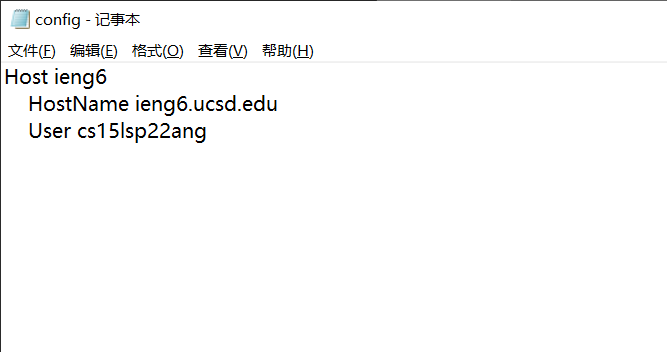 config - 记事本
文件(F) 编辑(E) 格式(O) 查看(V) 帮助(H)
Host ieng6
    HostName ieng6.ucsd.edu
    User cs15lsp22ang